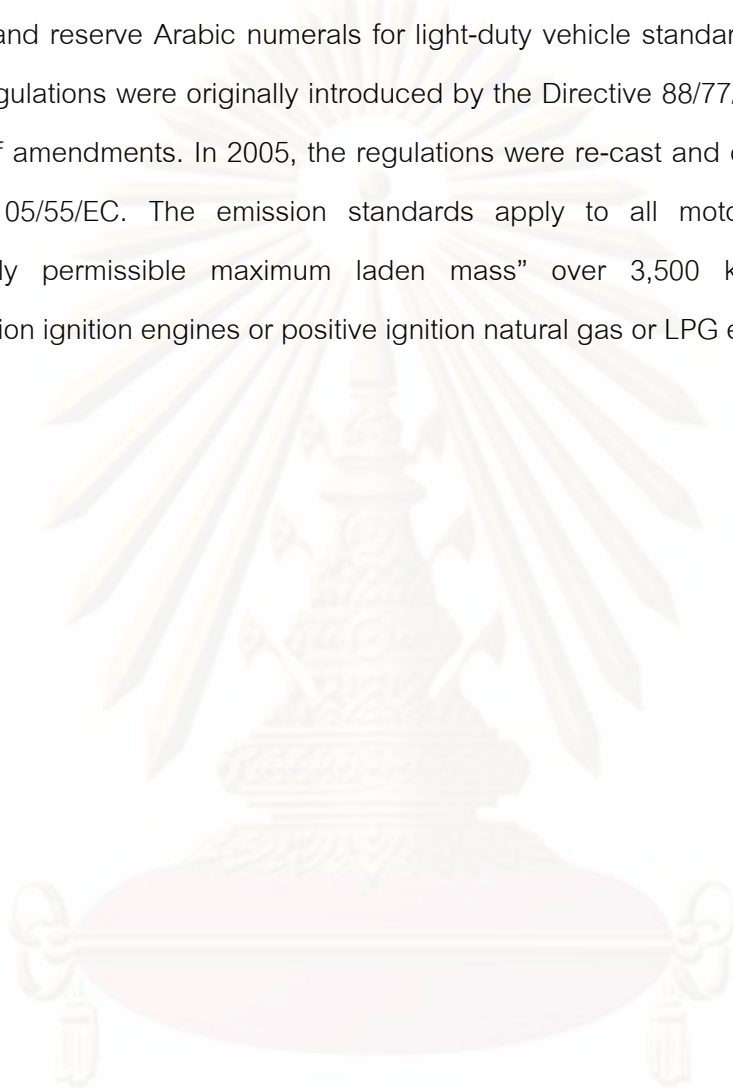 and reserve Arabic numerals for light-duty vehicle
gulations were originally introduced by the Directive 88/77/
f amendments. In 2005, the regulations were re-cast and
05/55/EC. The emission standards apply to all
ly permissible maximum laden mass” over 3,500
ion ignition engines or positive ignition natural gas or LPG